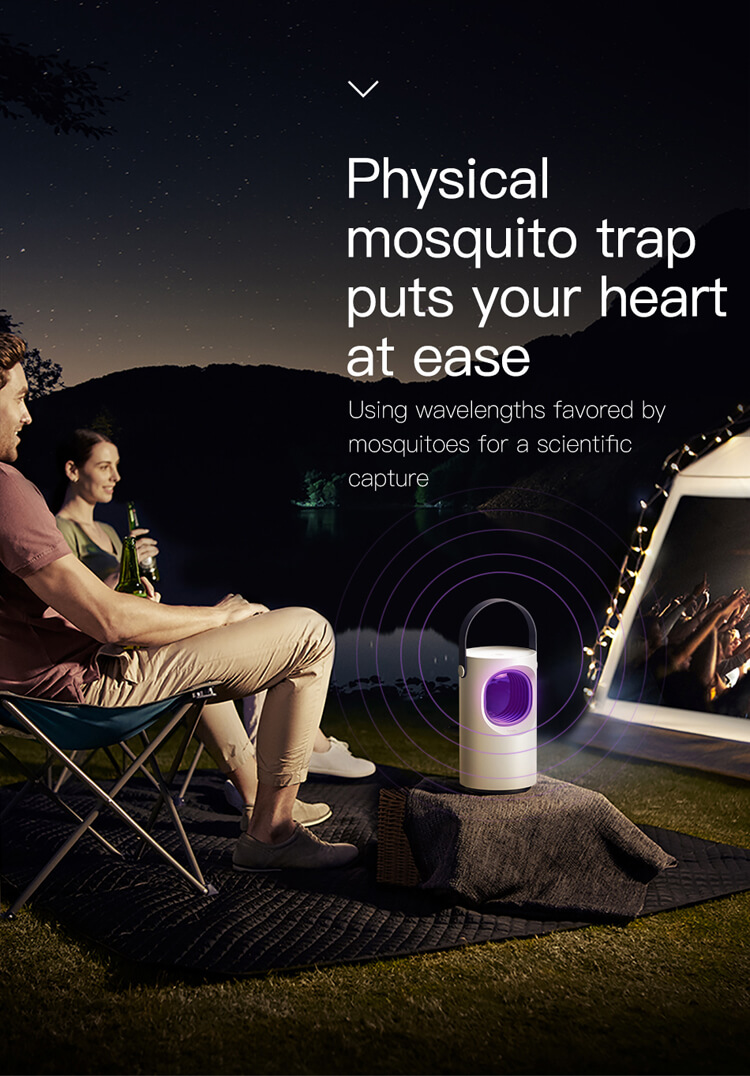 Physical
mosquito trap
puts your heart
at ease
Using wavelengths favored by
mosquitoes for a scientific
capture